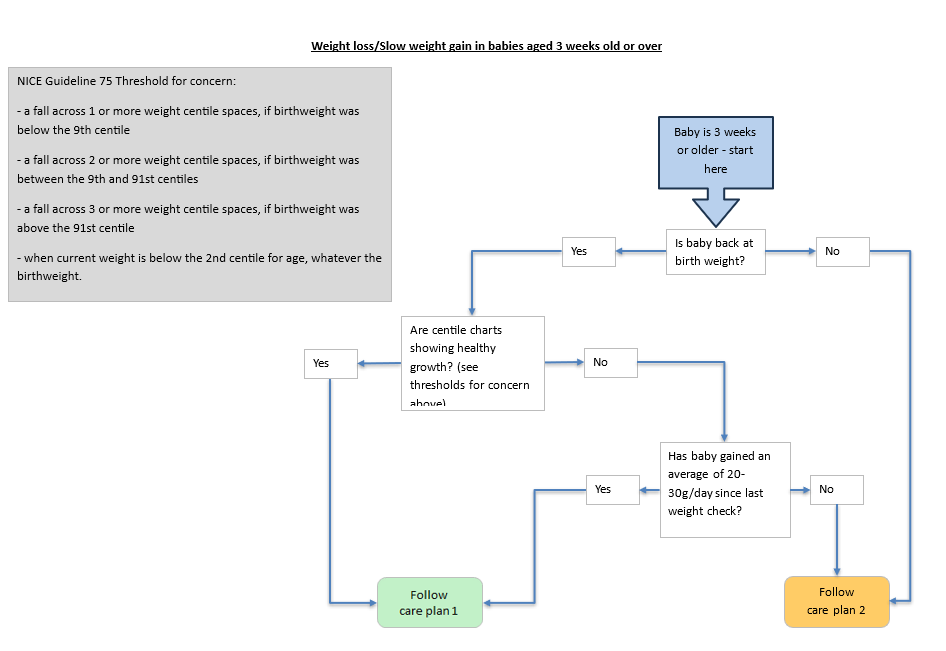 Weight loss/Slow weight gain in babies aged 3 weeks old or over
NICE Guideline 75 Threshold for concern:
- a fall across 1 or more weight centile spaces, if birthweight was
below the 9th centile
- a fall across 2 or more weight centile spaces, if birthweight was
between the 9th and 91st centiles
- a fall across 3 or more weight centile spaces, if birthweight was
above the 91st centile
- when current weight is below the 2nd centile for age, whatever the
birthweight.
Baby is 3 weeks
or older - start
here
Is baby back at
birth weight?
Yes
No
Are centile charts
showing healthy
growth? (see
thresholds for concern
above)
Yes
No
Has baby gained an
average of 20-
30g/day since last
weight check?
Yes
No
Follow
care plan 1
Follow
care plan 2